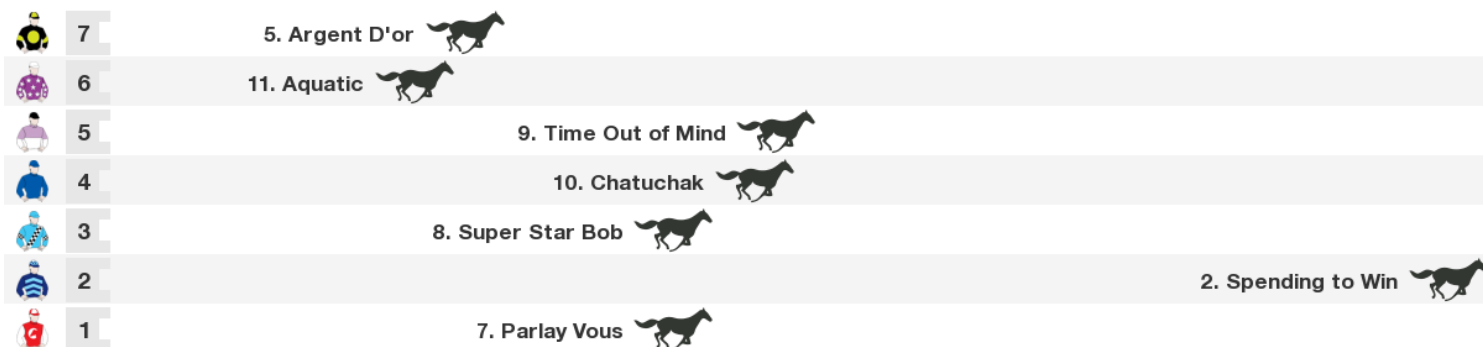 7 5. Argent D'or
6 11. Aquatic
5 9. Time Out of Mind
4 10. Chatuchak
3 8. Super Star Bob
2 2. Spending to Win
1 7. Parlay Vous